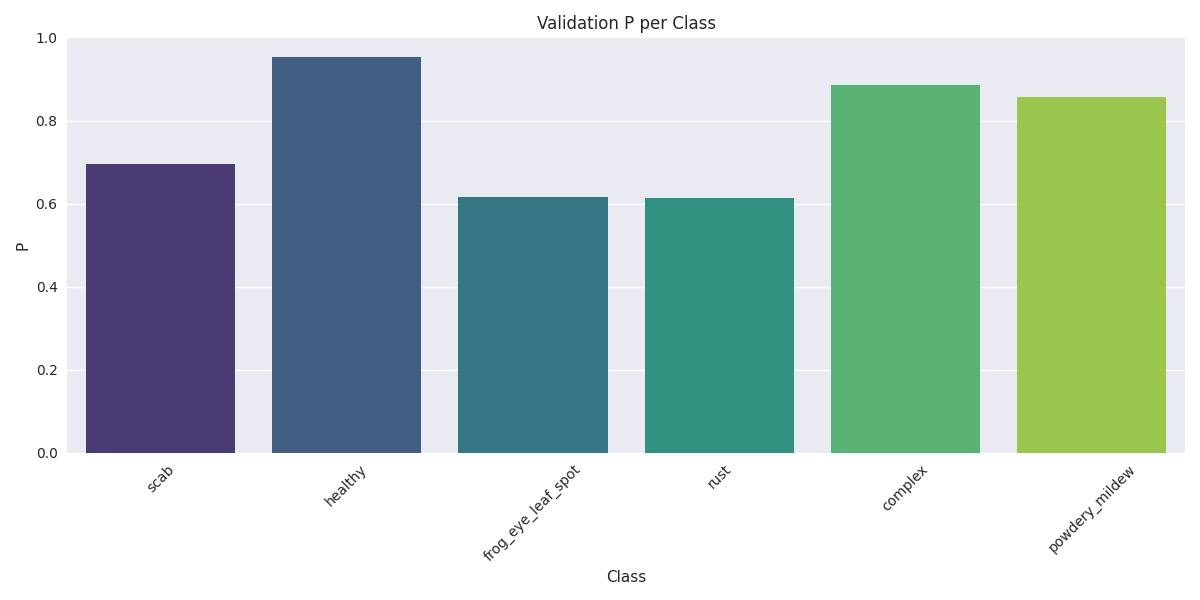 Validation P per Class
1.0
0.8
0.6
0.4
0.2
0.0
P
scab
healthy
frog_eye_leaf_spot
rust
complex
powdery_mildew
Class